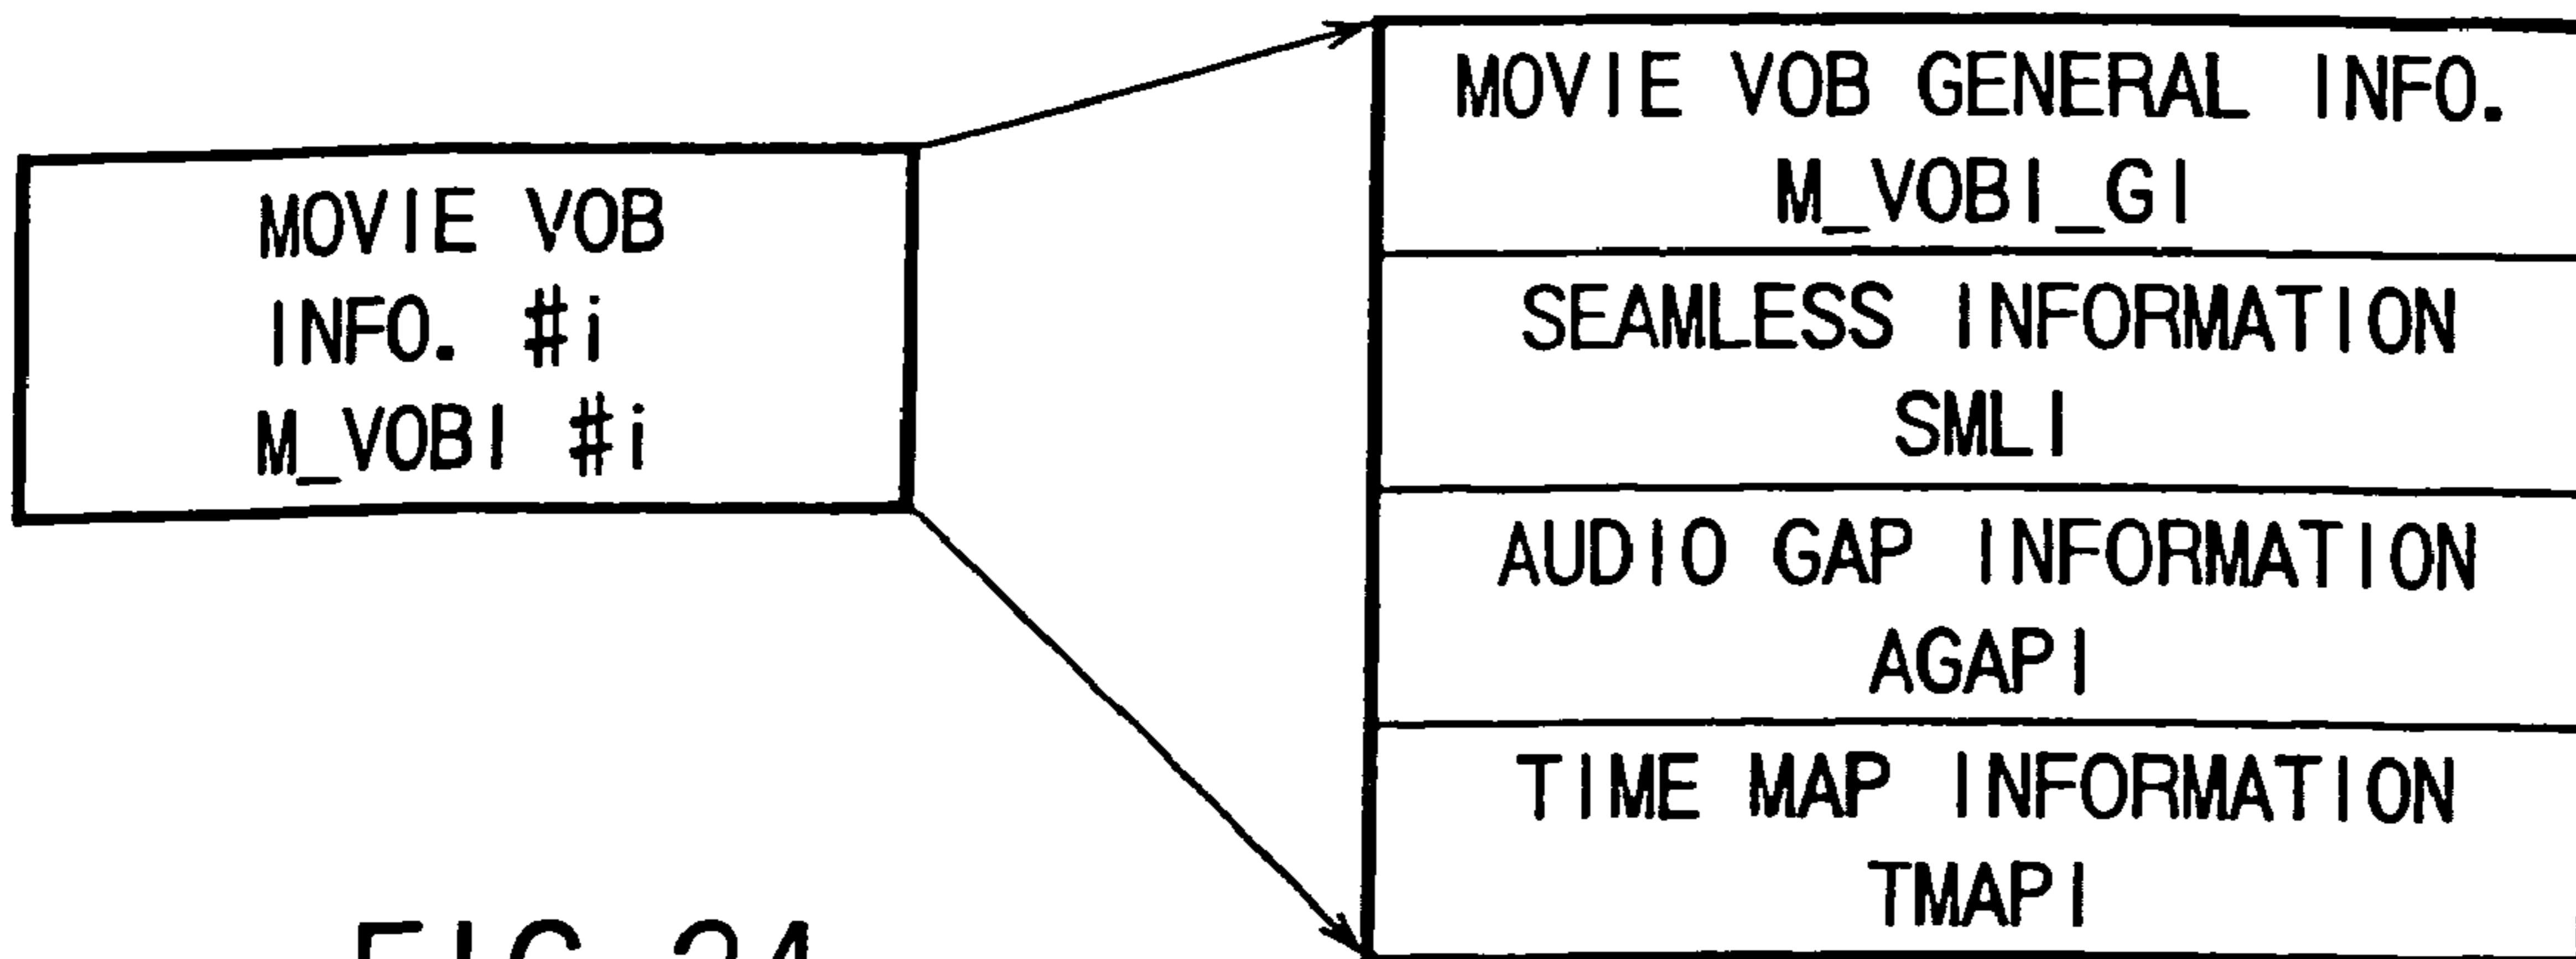 MOVIE VOB
INFO. #i
M_VOBI #i
MOVIE VOB GENERAL INFO.
M_VOBI_GI
SEAMLESS INFORMATION
SMLI
AUDIO GAP INFORMATION
AGAPI
TIME MAP INFORMATION
TMAPI